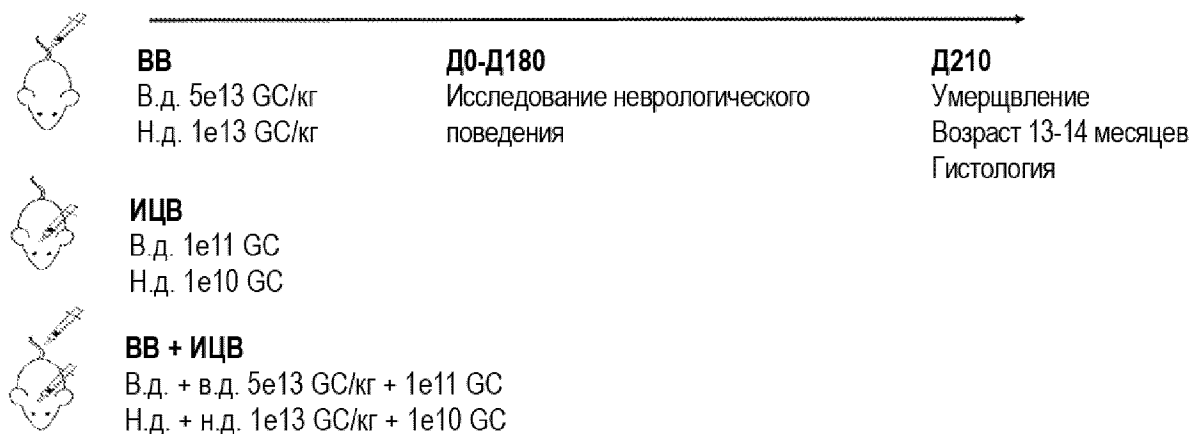 ВВ
В.д. 5e13 GC/кг
Н.д. 1e13 GC/кг
Д0-Д180
Исследование неврологического
поведения
Д210
Умерщвление
Возраст 13-14 месяцев
Гистология
ИЦВ
В.д. 1e11 GC
Н.д. 1e10 GC
ВВ + ИЦВ
В.д. + в.д. 5e13 GC/кг + 1e11 GC
Н.д. + н.д. 1e13 GC/кг + 1e10 GC